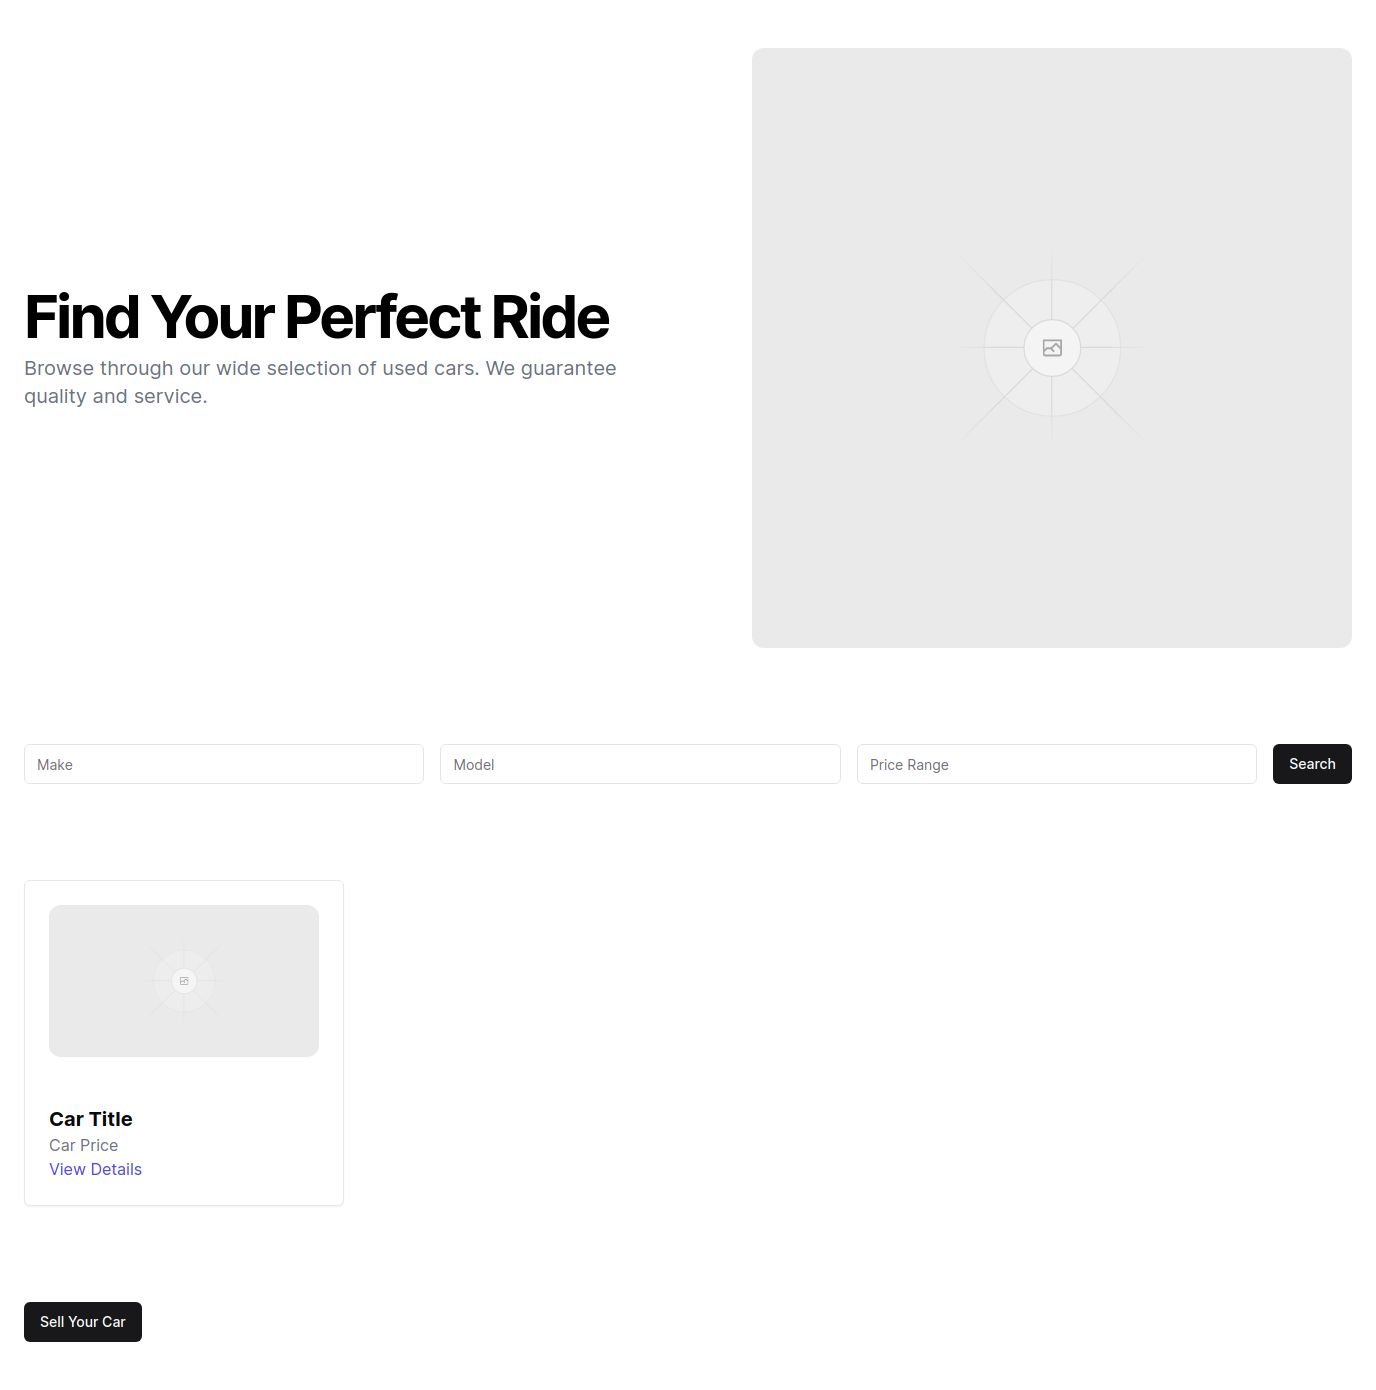 Find Your Perfect Ride
Browse through our wide selection of used cars. We guarantee
quality and service.
Make
Model
Price Range
Search
Car Title
Car Price
View Details
Sell Your Car